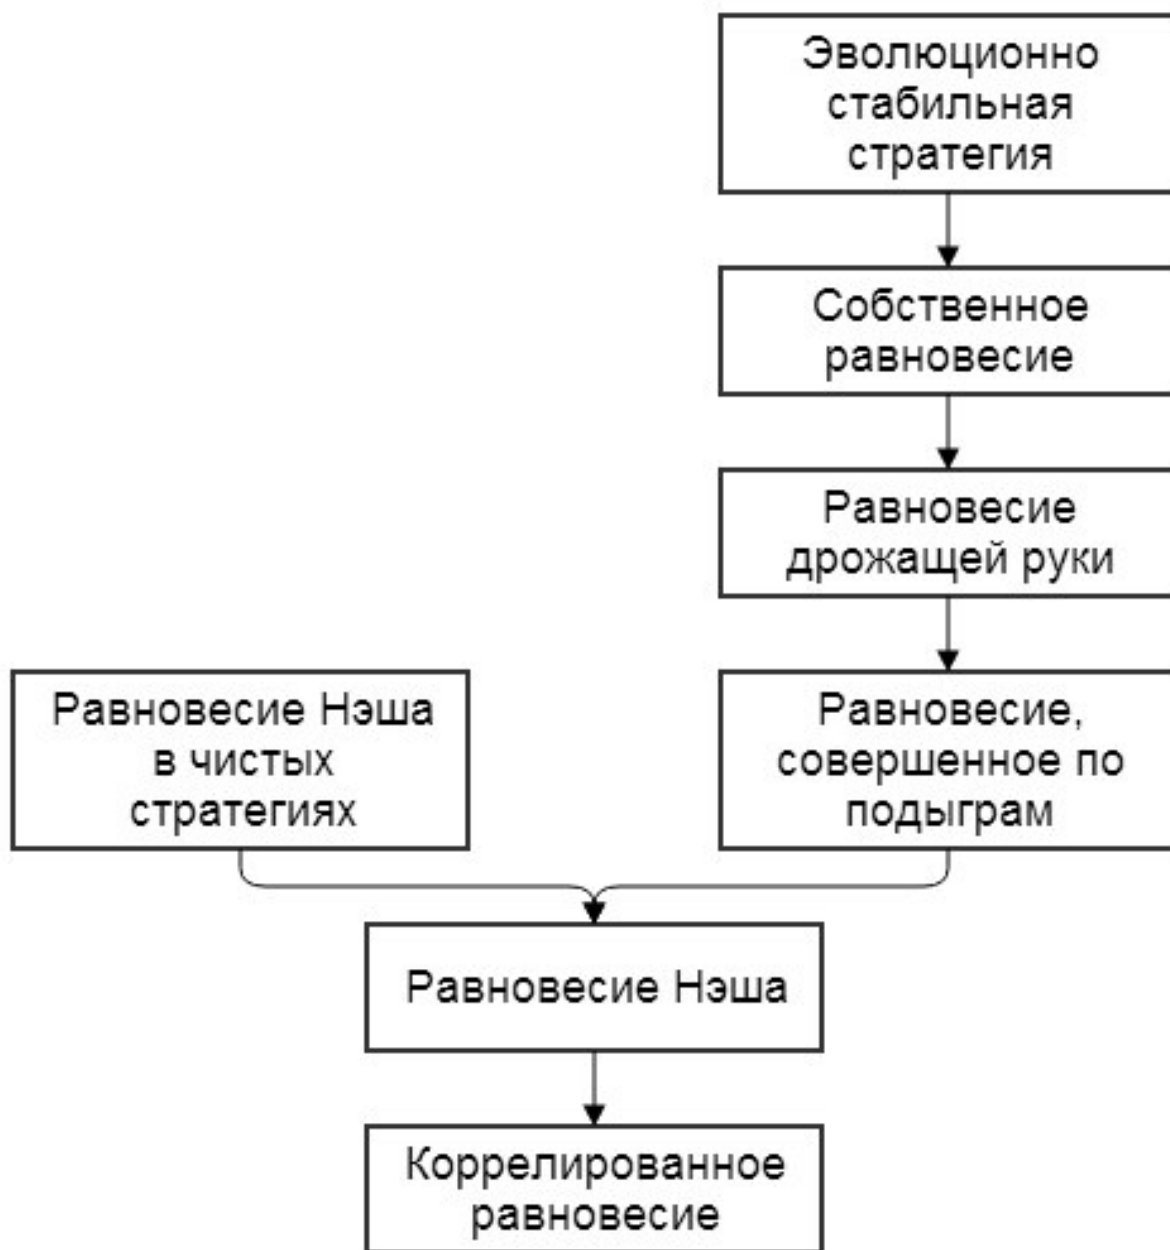 Эволюционно
стабильная
стратегия
Собственное
равновесие
Равновесие
дрожащей руки
Равновесие Нэша
в чистых
стратегиях
Равновесие,
совершенное по
подыграм
Равновесие Нэша
Коррелированное
равновесие